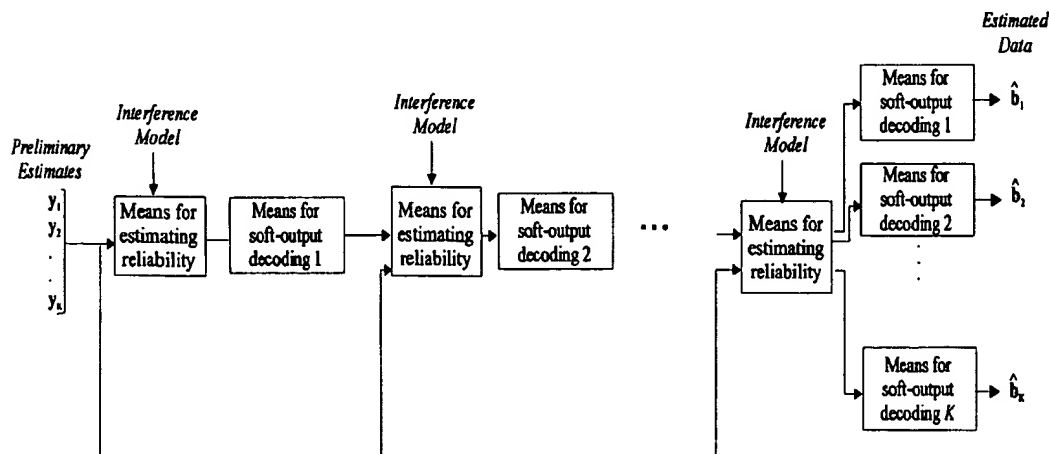 Estimated
Data
Means for
soft-output
decoding 1
b̂₁
Interference
Model
Interference
Model
Interference
Model
Preliminary
Estimates
y₁
y₂
.
.
yₖ
Means for
estimating
reliability
Means for
soft-output
decoding 1
Means for
estimating
reliability
Means for
soft-output
decoding 2
...
Means for
estimating
reliability
Means for
soft-output
decoding 2
b̂₂
.
.
.
Means for
soft-output
decoding K
b̂ₖ